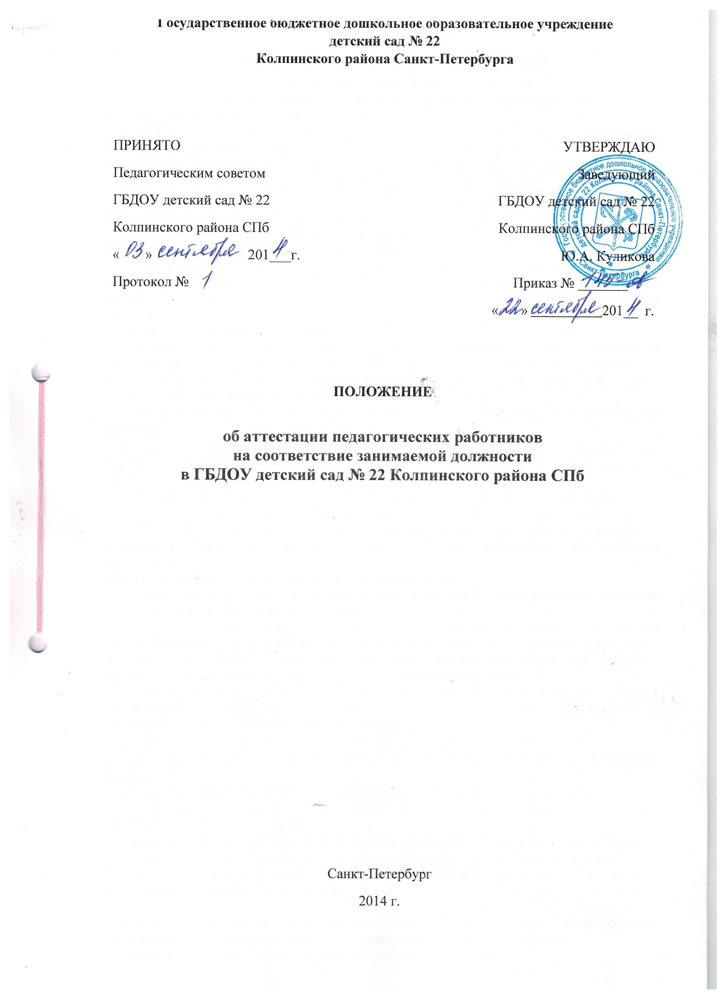 Государственное бюджетное дошкольное образовательное учреждение
детский сад № 22
Колпинского района Санкт-Петербурга
ПРИНЯТО
Педагогическим советом
ГБДОУ детский сад № 22
Колпинского района СПб
« 03 » сентября 2014 г.
Протокол № 1
УТВЕРЖДАЮ
Заведующий
ГБДОУ детский сад № 22
Колпинского района СПб
Ю.А. Куликова
Приказ № 145-
«22» сентября 2014 г.
Государственное бюджетное дошкольное образовательное учреждение
детский сад № 22 Колпинского района Санкт-Петербурга
* Санкт-Петербурга *
ПОЛОЖЕНИЕ
об аттестации педагогических работников
на соответствие занимаемой должности
в ГБДОУ детский сад № 22 Колпинского района СПб
Санкт-Петербург
2014 г.